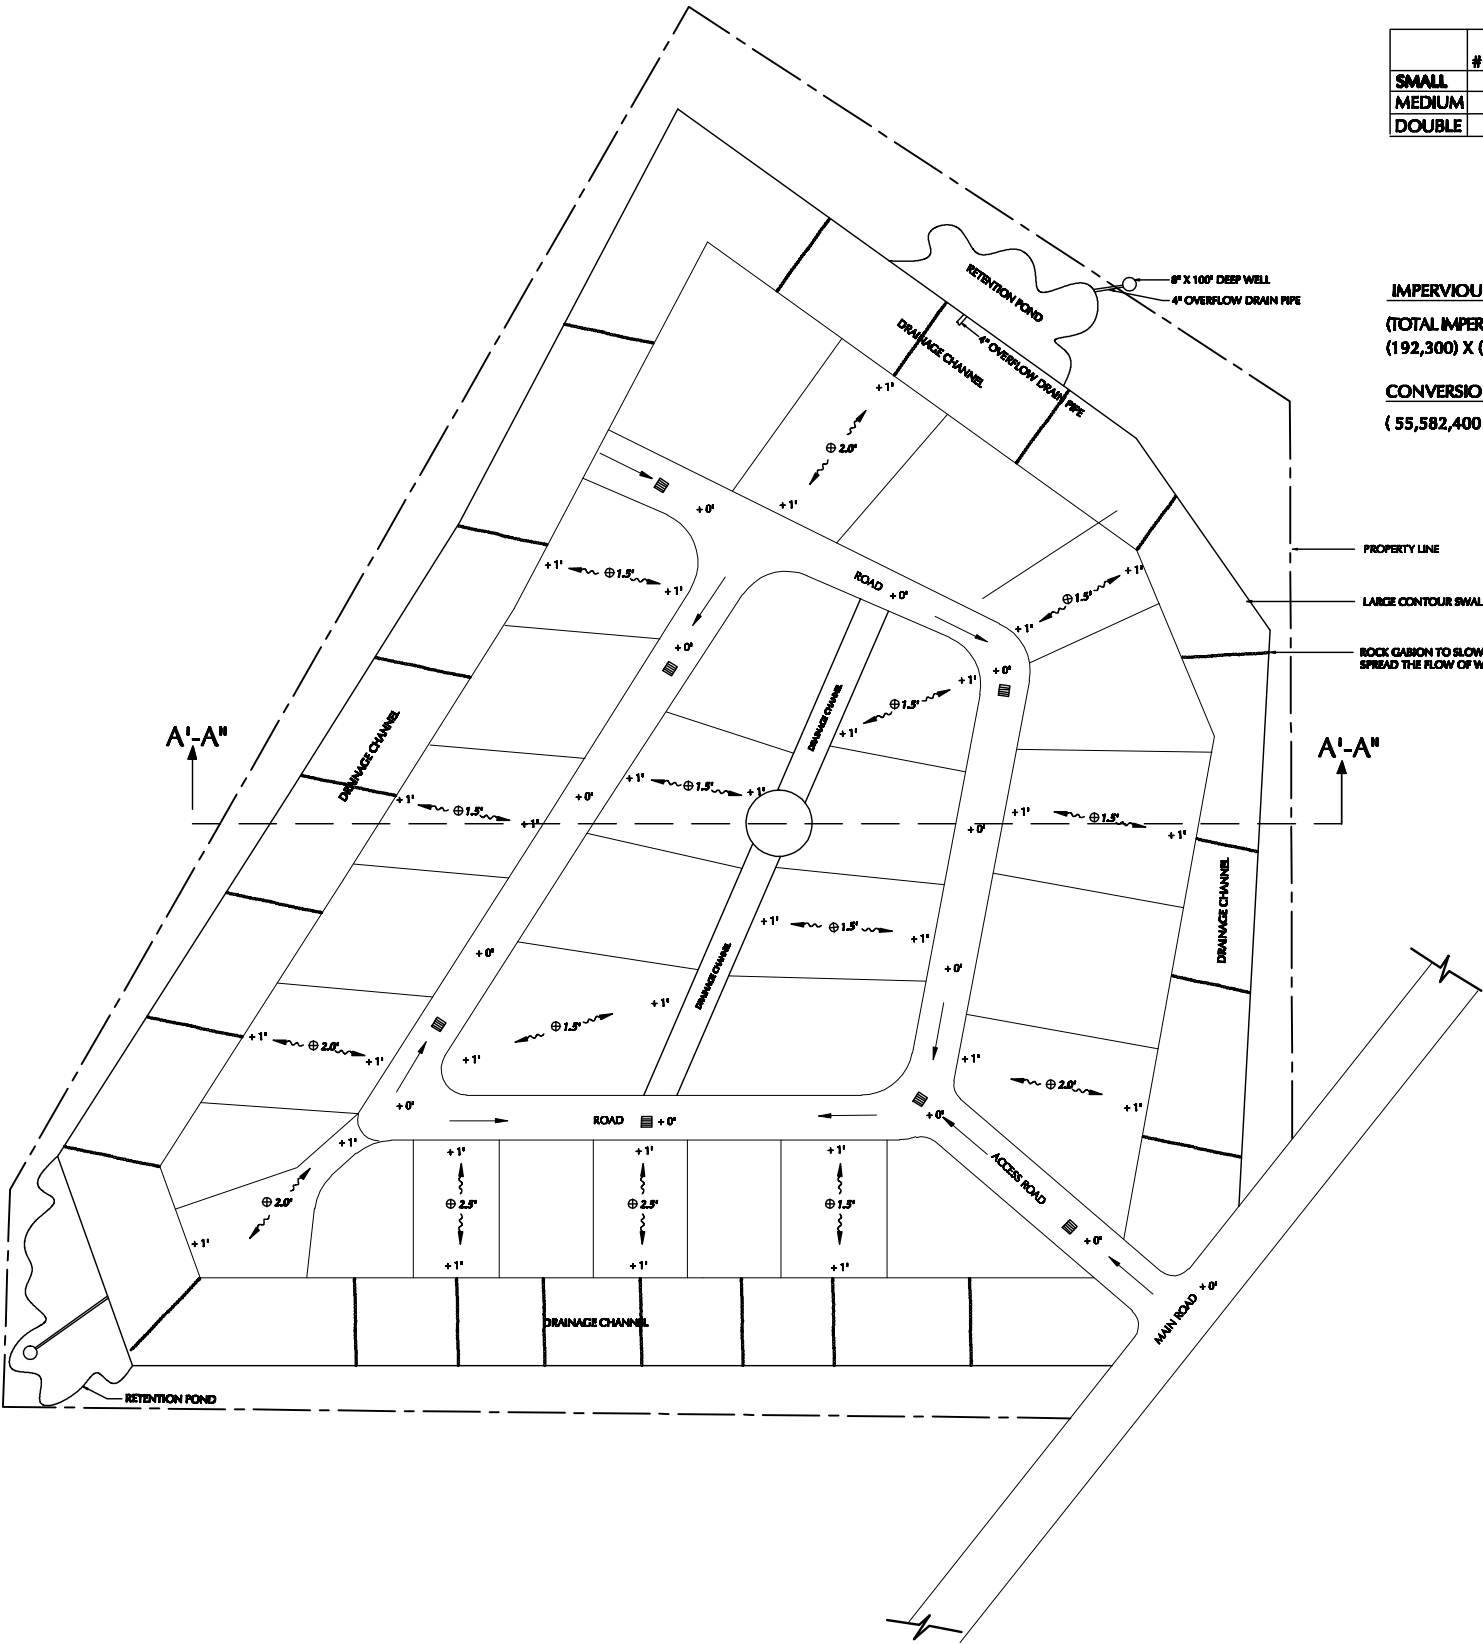 #
SMALL
MEDIUM
DOUBLE
8" X 100' DEEP WELL
4" OVERFLOW DRAIN PIPE
RETENTION POND
IMPERVIOU
(TOTAL IMPER
(192,300) X (
CONVERSIO
( 55,582,400
DRAINAGE CHANNEL
4" OVERFLOW DRAIN PIPE
+ 1'
⊕ 2.0'
+ 1'
+ 0'
PROPERTY LINE
+ 1'
⊕ 1.5'
+ 1'
ROAD
+ 0'
⊕ 1.5'
+ 1'
+ 1'
LARGE CONTOUR SWAL
ROCK GABION TO SLOW
SPREAD THE FLOW OF W
+ 0'
+ 0'
+ 1'
⊕ 1.5'
+ 1'
DRAINAGE CHANNEL
DRAINAGE CHANNEL
A'-A"
A'-A"
+ 1'
⊕ 1.5'
+ 1'
+ 1'
⊕ 1.5'
+ 1'
+ 0'
+ 0'
+ 1'
⊕ 1.5'
+ 1'
DRAINAGE CHANNEL
+ 1'
⊕ 1.5'
+ 1'
+ 0'
+ 0'
DRAINAGE CHANNEL
+ 1'
⊕ 1.5'
+ 1'
+ 1'
⊕ 2.0'
+ 1'
+ 1'
⊕ 2.0'
+ 1'
+ 0'
ROAD
+ 0'
+ 0'
+ 1'
+ 1'
+ 1'
+ 1'
ACCESS ROAD
⊕ 2.0'
⊕ 2.5'
⊕ 2.5'
⊕ 1.5'
+ 1'
+ 0'
+ 1'
+ 1'
+ 1'
+ 0'
MAIN ROAD
DRAINAGE CHANNEL
RETENTION POND